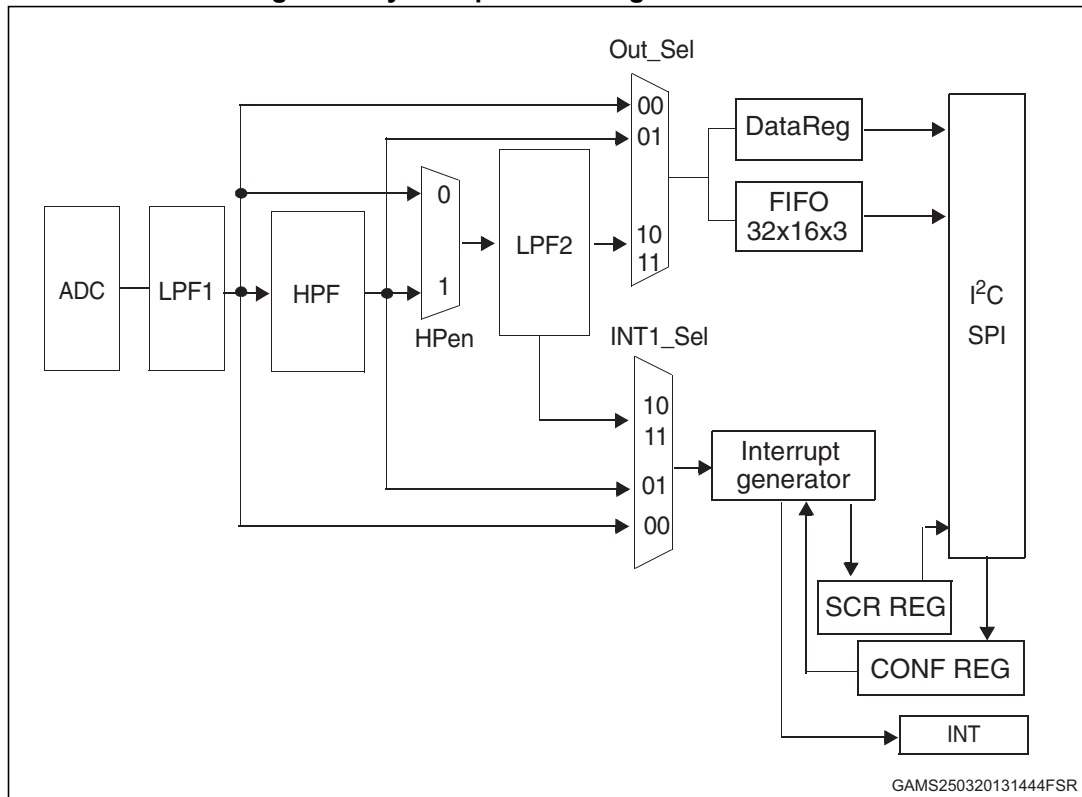 Out_Sel
00
01
10
11
DataReg
FIFO
32x16x3
I²C
SPI
ADC
LPF1
HPF
0
1
HPen
LPF2
INT1_Sel
10
11
01
00
Interrupt
generator
SCR REG
CONF REG
INT
GAMS250320131444FSR